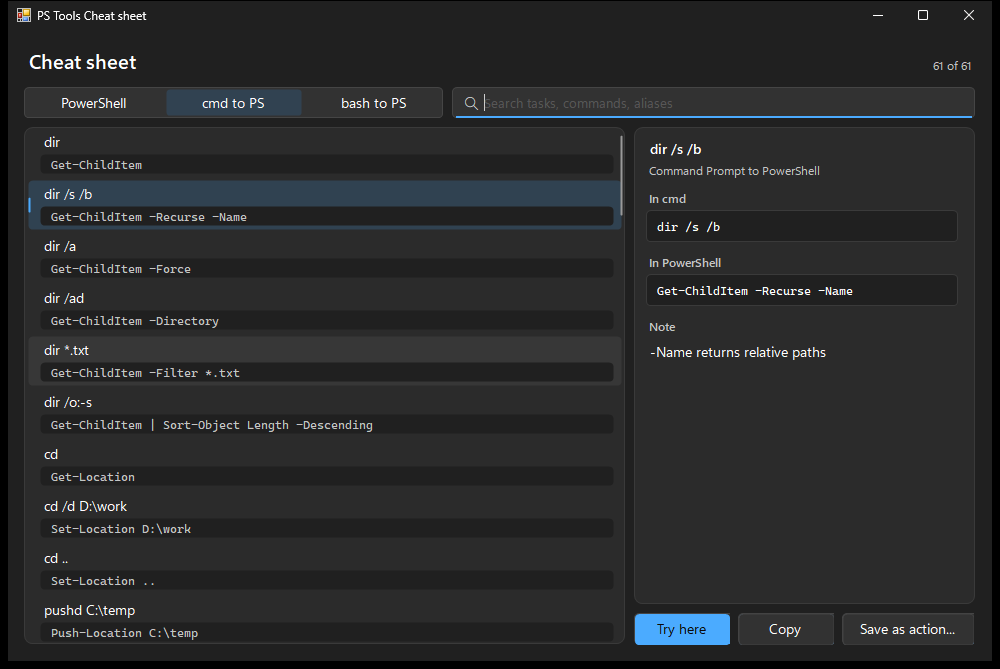 PS Tools Cheat sheet
Cheat sheet
61 of 61
PowerShell
cmd to PS
bash to PS
Search tasks, commands, aliases
dir
Get-ChildItem
dir /s /b
Get-ChildItem -Recurse -Name
dir /a
Get-ChildItem -Force
dir /ad
Get-ChildItem -Directory
dir *.txt
Get-ChildItem -Filter *.txt
dir /o:-s
Get-ChildItem | Sort-Object Length -Descending
cd
Get-Location
cd /d D:\work
Set-Location D:\work
cd ..
Set-Location ..
pushd C:\temp
Push-Location C:\temp
dir /s /b
Command Prompt to PowerShell
In cmd
dir /s /b
In PowerShell
Get-ChildItem -Recurse -Name
Note
-Name returns relative paths
Try here
Copy
Save as action...